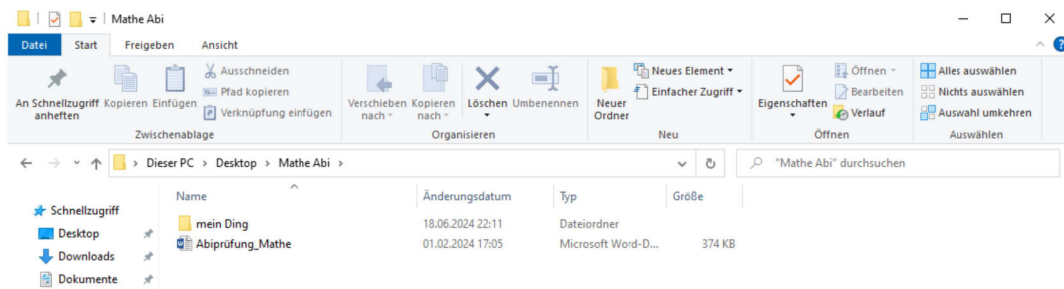 Mathe Abi
Datei Start Freigeben Ansicht
An Schnellzugriff anheften
Kopieren
Einfügen
Ausschneiden
Pfad kopieren
Verknüpfung einfügen
Zwischenablage
Verschieben nach
Kopieren nach
Löschen
Umbenennen
Organisieren
Neuer Ordner
Neues Element
Einfacher Zugriff
Neu
Eigenschaften
Öffnen
Bearbeiten
Verlauf
Öffnen
Alles auswählen
Nichts auswählen
Auswahl umkehren
Auswählen
Dieser PC > Desktop > Mathe Abi >
"Mathe Abi" durchsuchen
Schnellzugriff
Desktop
Downloads
Dokumente
Name Änderungsdatum Typ Größe
mein Ding 18.06.2024 22:11 Dateiordner
Abiprüfung_Mathe 01.02.2024 17:05 Microsoft Word-D... 374 KB